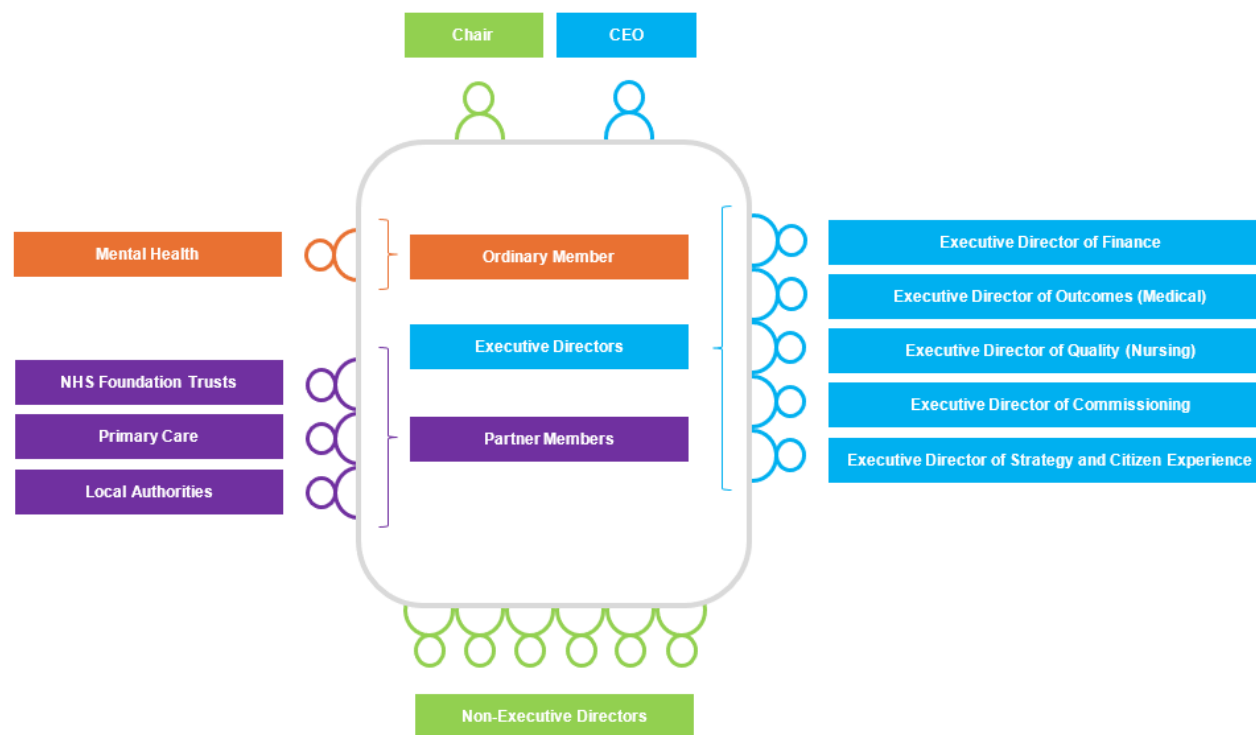 Chair
CEO
Mental Health
Ordinary Member
Executive Director of Finance
Executive Director of Outcomes (Medical)
Executive Directors
Executive Director of Quality (Nursing)
NHS Foundation Trusts
Executive Director of Commissioning
Primary Care
Partner Members
Executive Director of Strategy and Citizen Experience
Local Authorities
Non-Executive Directors